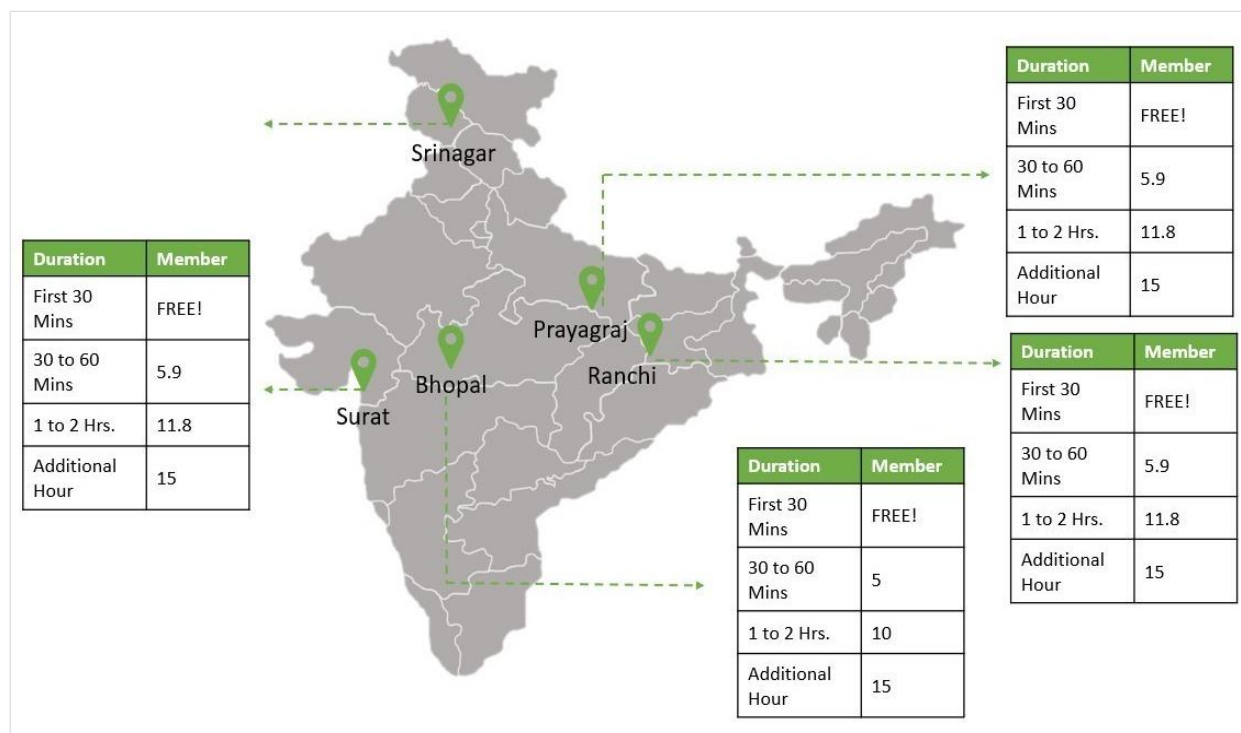 Srinagar
Prayagraj
Ranchi
Bhopal
Surat
Duration Member
First 30
Mins
FREE!
30 to 60
Mins
5.9
1 to 2 Hrs. 11.8
Additional
Hour
15
Duration Member
First 30
Mins
FREE!
30 to 60
Mins
5.9
1 to 2 Hrs. 11.8
Additional
Hour
15
Duration Member
First 30
Mins
FREE!
30 to 60
Mins
5.9
1 to 2 Hrs. 11.8
Additional
Hour
15
Duration Member
First 30
Mins
FREE!
30 to 60
Mins
5
1 to 2 Hrs. 10
Additional
Hour
15